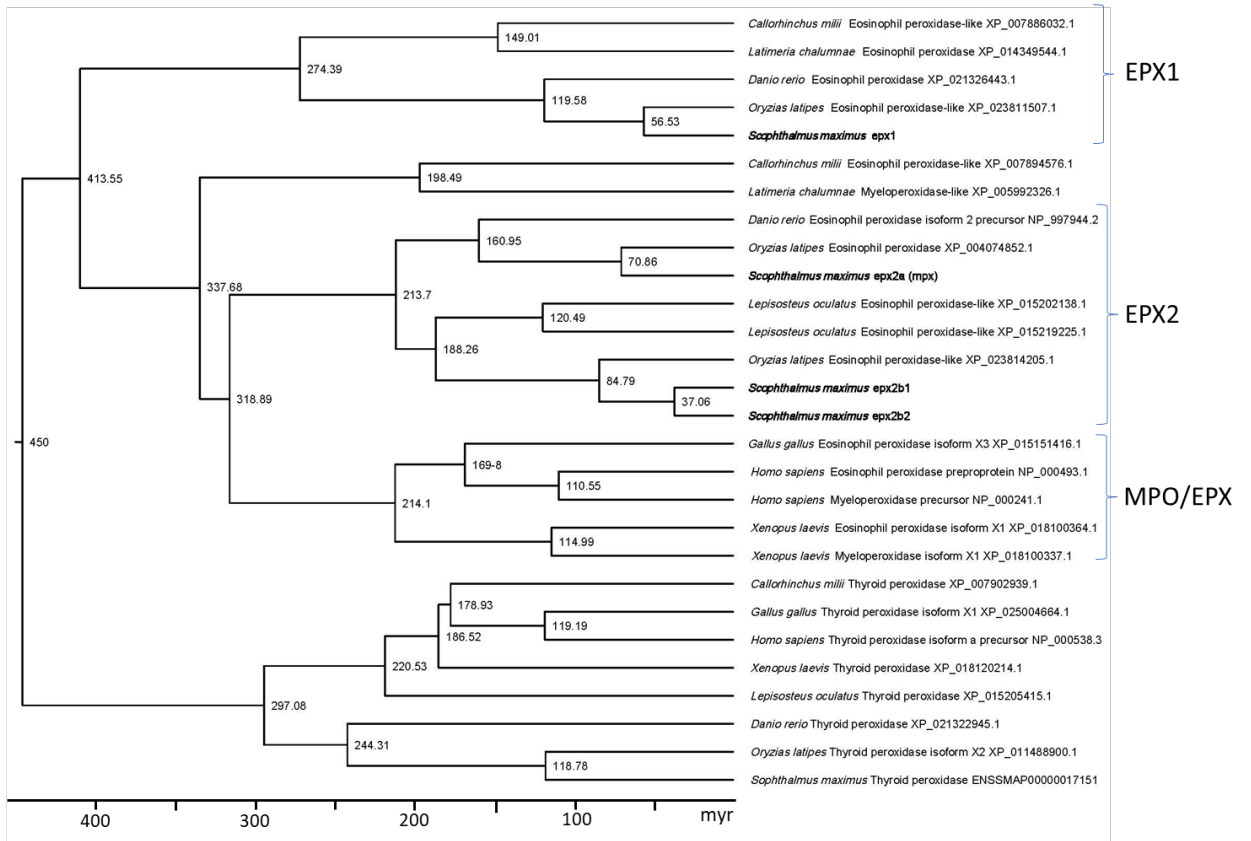 Callorhinchus milii Eosinophil peroxidase-like XP_007886032.1
149.01
Latimeria chalumnae Eosinophil peroxidase XP_014349544.1
274.39
EPX1
Danio rerio Eosinophil peroxidase XP_021326443.1
119.58
Oryzias latipes Eosinophil peroxidase-like XP_023811507.1
56.53
Scophthalmus maximus epx1
413.55
Callorhinchus milii Eosinophil peroxidase-like XP_007894576.1
198.49
Latimeria chalumnae Myeloperoxidase-like XP_005992326.1
Danio rerio Eosinophil peroxidase isoform 2 precursor NP_997944.2
160.95
Oryzias latipes Eosinophil peroxidase XP_004074852.1
70.86
Scophthalmus maximus epx2a (mpx)
337.68
213.7
Lepisosteus oculatus Eosinophil peroxidase-like XP_015202138.1
120.49
EPX2
Lepisosteus oculatus Eosinophil peroxidase-like XP_015219225.1
188.26
Oryzias latipes Eosinophil peroxidase-like XP_023814205.1
84.79
Scophthalmus maximus epx2b1
37.06
318.89
Scophthalmus maximus epx2b2
450
Gallus gallus Eosinophil peroxidase isoform X3 XP_015151416.1
169-8
Homo sapiens Eosinophil peroxidase preproprotein NP_000493.1
110.55
MPO/EPX
Homo sapiens Myeloperoxidase precursor NP_000241.1
214.1
Xenopus laevis Eosinophil peroxidase isoform X1 XP_018100364.1
114.99
Xenopus laevis Myeloperoxidase isoform X1 XP_018100337.1
Callorhinchus milii Thyroid peroxidase XP_007902939.1
178.93
Gallus gallus Thyroid peroxidase isoform X1 XP_025004664.1
119.19
186.52
Homo sapiens Thyroid peroxidase isoform a precursor NP_000538.3
220.53
Xenopus laevis Thyroid peroxidase XP_018120214.1
Lepisosteus oculatus Thyroid peroxidase XP_015205415.1
297.08
Danio rerio Thyroid peroxidase XP_021322945.1
244.31
Oryzias latipes Thyroid peroxidase isoform X2 XP_011488900.1
118.78
Sophthalmus maximus Thyroid peroxidase ENSSMAP00000017151
400 300 200 100 myr